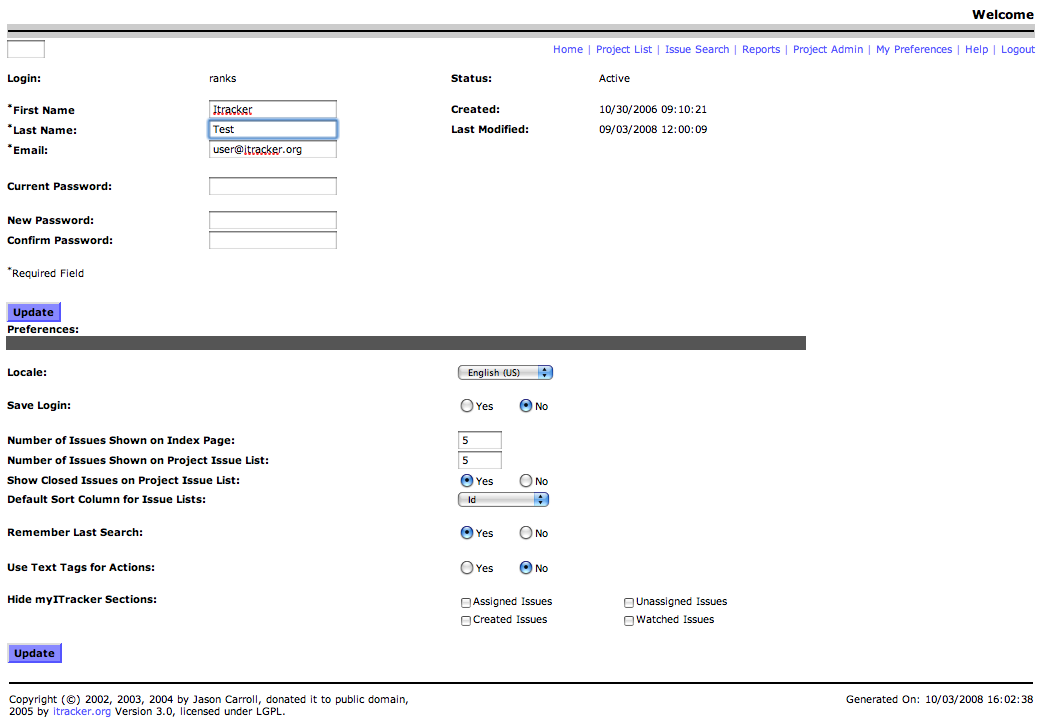 Welcome
Home | Project List | Issue Search | Reports | Project Admin | My Preferences | Help | Logout
Login: ranks Status: Active
*First Name Itracker Created: 10/30/2006 09:10:21
*Last Name: Test Last Modified: 09/03/2008 12:00:09
*Email: user@itracker.org
Current Password:
New Password:
Confirm Password:
*Required Field
Update
Preferences:
Locale: English (US)
Save Login: Yes No
Number of Issues Shown on Index Page: 5
Number of Issues Shown on Project Issue List: 5
Show Closed Issues on Project Issue List: Yes No
Default Sort Column for Issue Lists: Id
Remember Last Search: Yes No
Use Text Tags for Actions: Yes No
Hide myITracker Sections: Assigned Issues Unassigned Issues
Created Issues Watched Issues
Update
Copyright (©) 2002, 2003, 2004 by Jason Carroll, donated it to public domain, Generated On: 10/03/2008 16:02:38
2005 by itracker.org Version 3.0, licensed under LGPL.